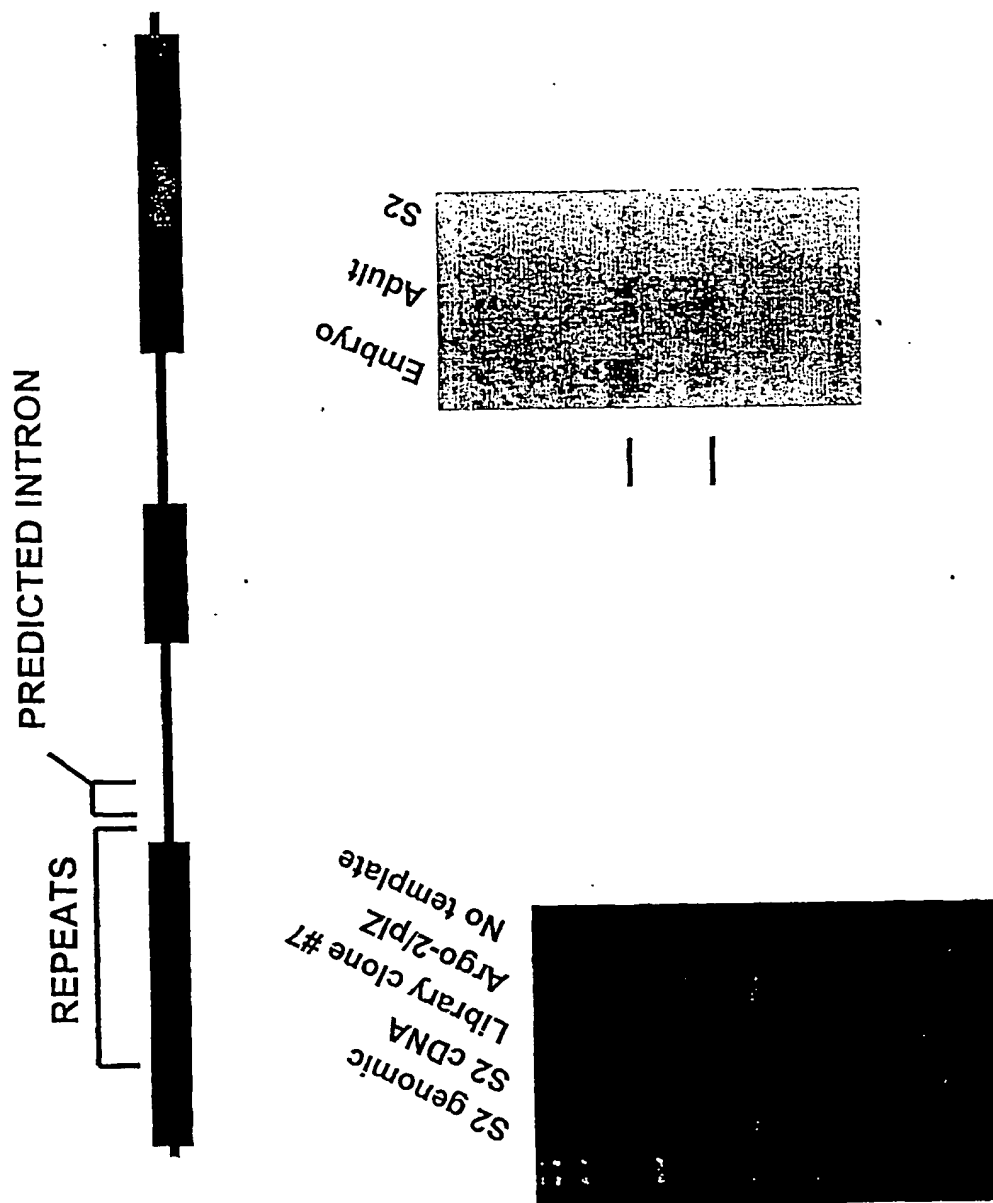 PREDICTED INTRON
REPEATS
Embryo
Adult
S2
S2 genomic
S2 cDNA
Library clone #7
Argo-2/pIZ
No template